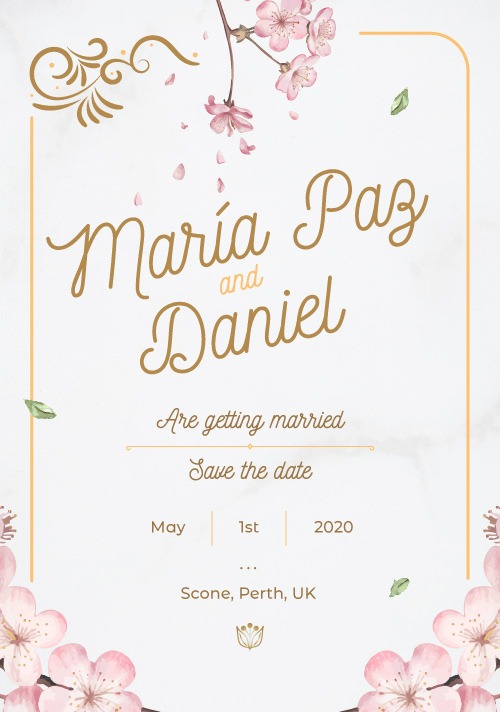 María Paz
and
Daniel
Are getting married
Save the date
May 1st 2020
...
Scone, Perth, UK